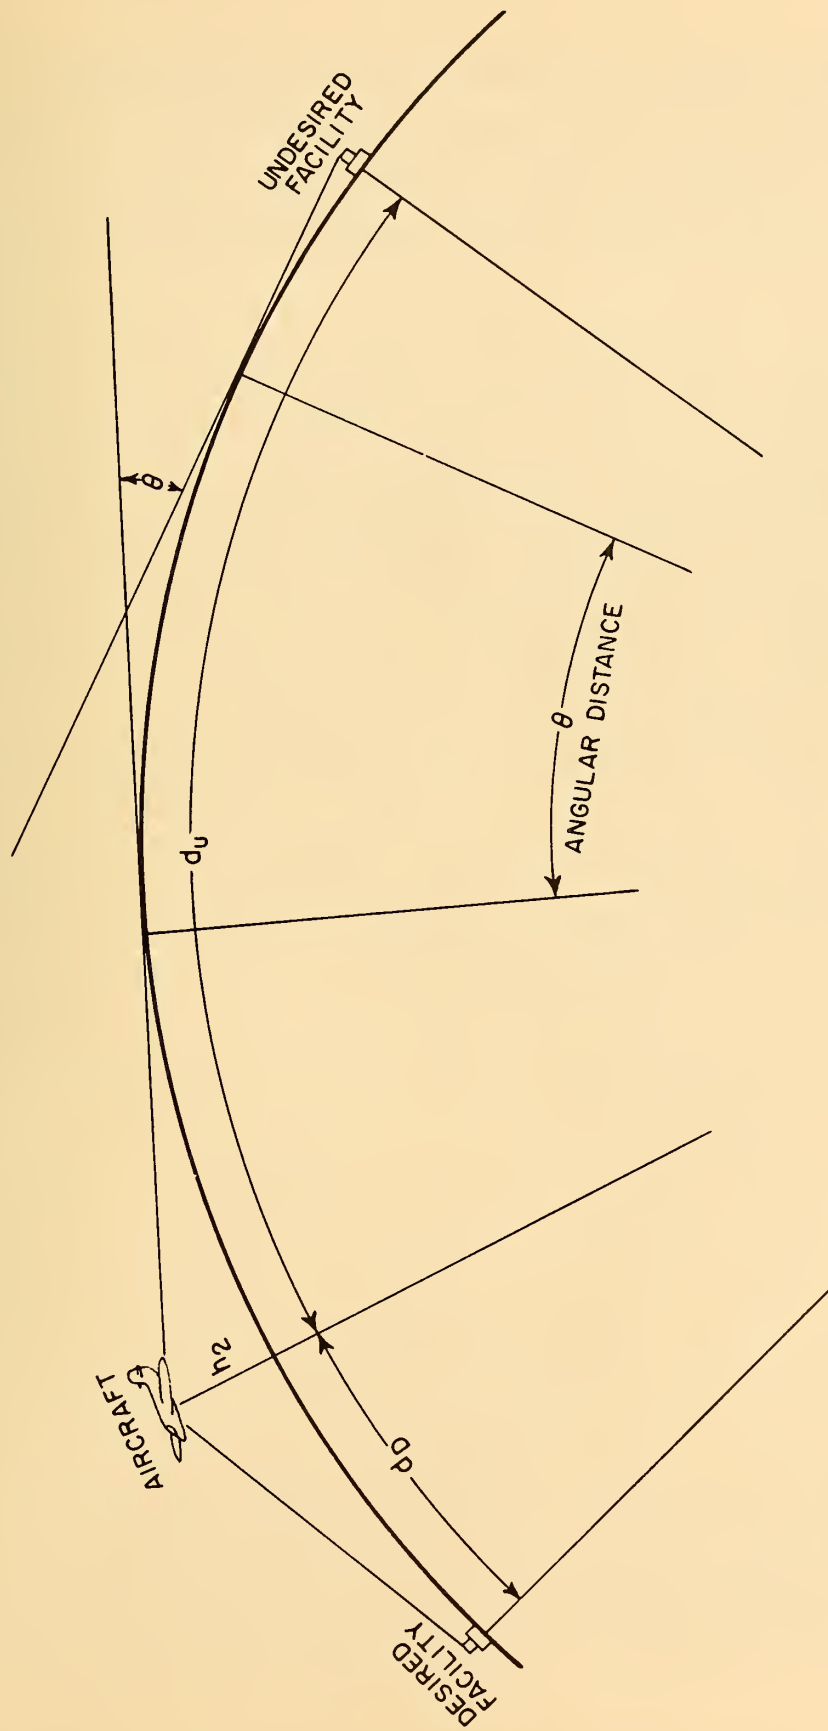 UNDESIRED
FACILITY
θ
d_U
θ
ANGULAR DISTANCE
AIRCRAFT
h₂
d_D
DESIRED
FACILITY